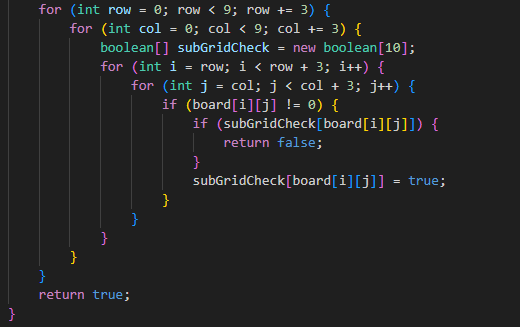 for (int row = 0; row < 9; row += 3) {
for (int col = 0; col < 9; col += 3) {
boolean[] subGridCheck = new boolean[10];
for (int i = row; i < row + 3; i++) {
for (int j = col; j < col + 3; j++) {
if (board[i][j] != 0) {
if (subGridCheck[board[i][j]]) {
return false;
}
subGridCheck[board[i][j]] = true;
}
}
}
}
}
return true;
}